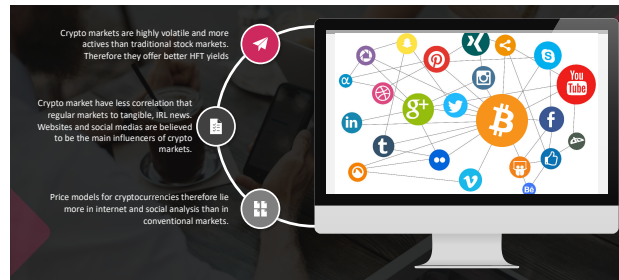 Crypto markets are highly volatile and more
actives than traditional stock markets.
Therefore they offer better HFT yields
Crypto market have less correlation that
regular markets to tangible, IRL news.
Websites and social medias are believed
to be the main influencers of crypto
markets.
Price models for cryptocurrencies therefore lie
more in internet and social analysis than in
conventional markets.
You
Tube
g+
in
t
f
Bē